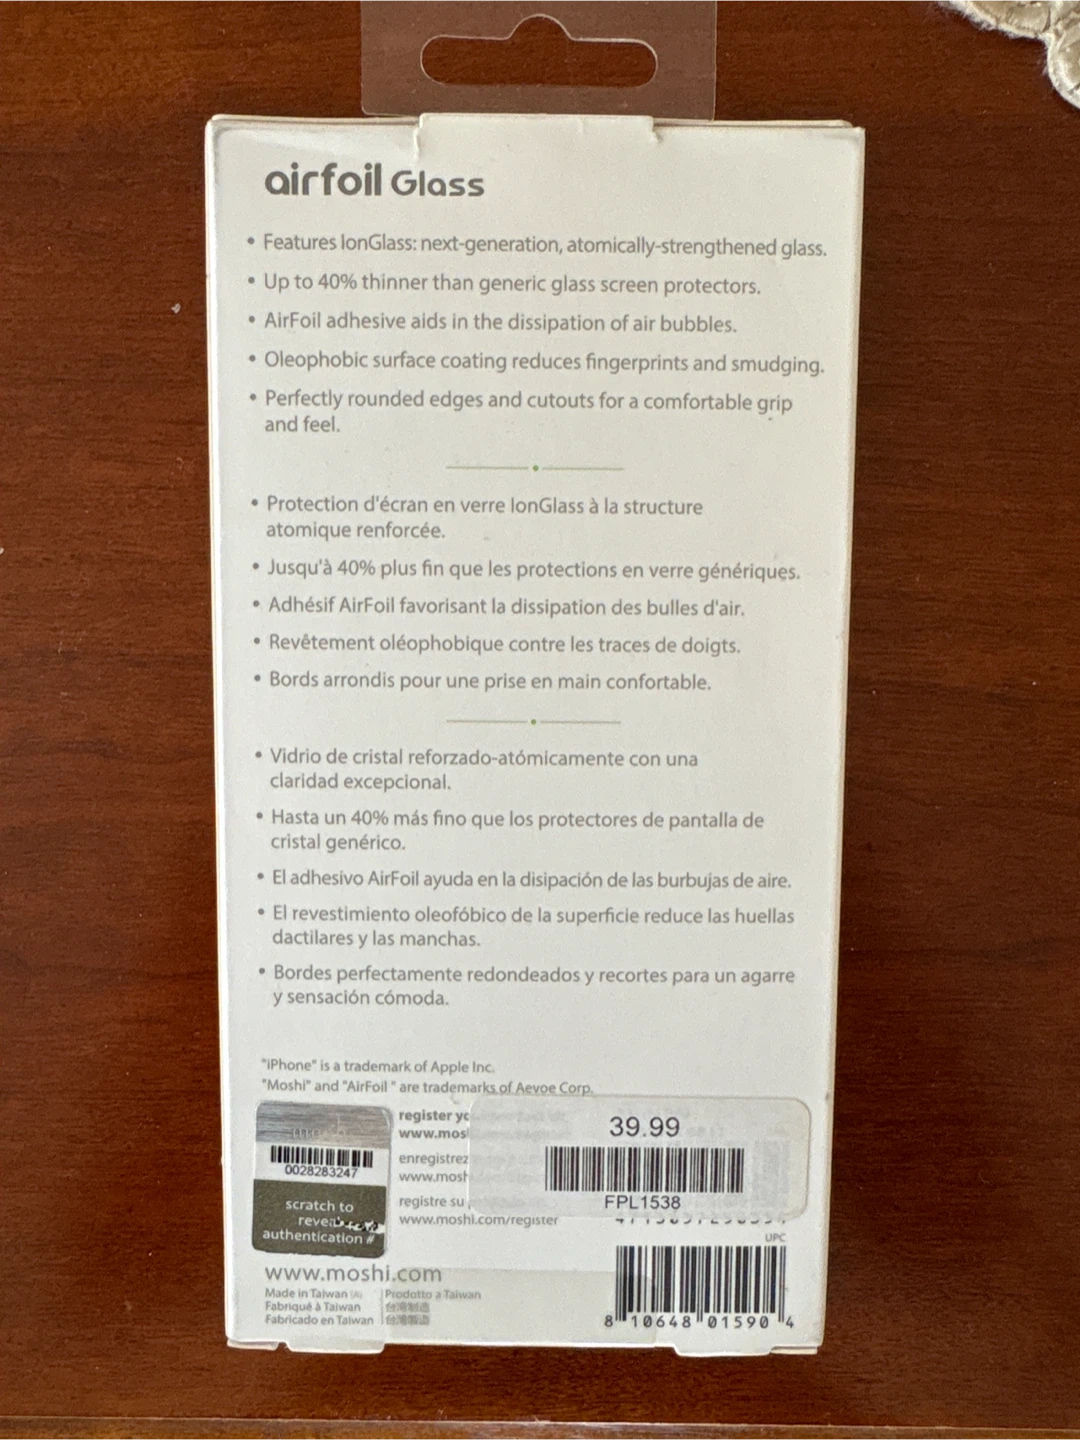 airfoil Glass
• Features IonGlass: next-generation, atomically-strengthened glass.
• Up to 40% thinner than generic glass screen protectors.
• AirFoil adhesive aids in the dissipation of air bubbles.
• Oleophobic surface coating reduces fingerprints and smudging.
• Perfectly rounded edges and cutouts for a comfortable grip
and feel.
• Protection d'écran en verre IonGlass à la structure
atomique renforcée.
• Jusqu'à 40% plus fin que les protections en verre génériques.
• Adhésif AirFoil favorisant la dissipation des bulles d'air.
• Revêtement oléophobique contre les traces de doigts.
• Bords arrondis pour une prise en main confortable.
• Vidrio de cristal reforzado-atómicamente con una
claridad excepcional.
• Hasta un 40% más fino que los protectores de pantalla de
cristal genérico.
• El adhesivo AirFoil ayuda en la disipación de las burbujas de aire.
• El revestimiento oleofóbico de la superficie reduce las huellas
dactilares y las manchas.
• Bordes perfectamente redondeados y recortes para un agarre
y sensación cómoda.
"iPhone" is a trademark of Apple Inc.
"Moshi" and "AirFoil " are trademarks of Aevoe Corp.
register
www.mos
enregistrez
www.mosh
registre su
www.moshi.com/register
39.99
FPL1538
0028283247
scratch to
reveal
authentication #
UPC
8 10648 01590 4
www.moshi.com
Made in Taiwan
Fabriqué à Taiwan
Fabricado en Taiwan
Prodotto a Taiwan
台灣製造